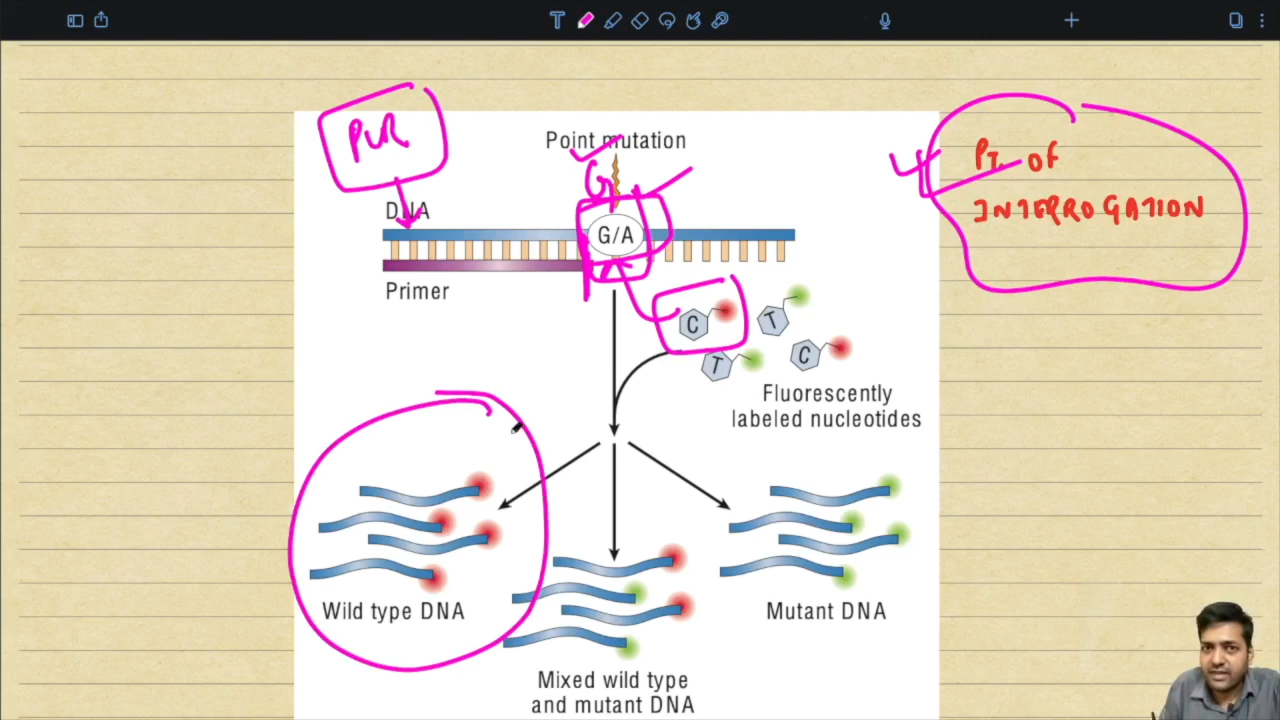 PCR
Point mutation
G
DNA
G/A
Primer
C
T
T
C
Fluorescently
labeled nucleotides
Wild type DNA
Mixed wild type
and mutant DNA
Mutant DNA
PT. OF
INTERROGATION